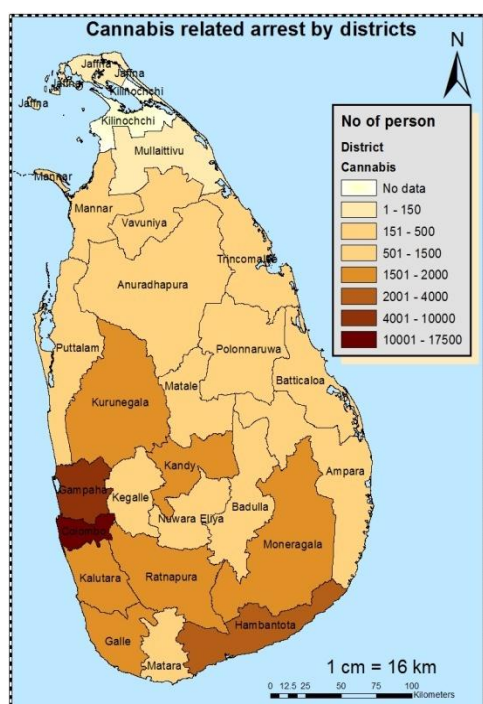 Cannabis related arrest by districts
N
Jaffna
Jaffna
Jaffna
Kilinochchi
Jaffna
Kilinochchi
Mullaittivu
Mannar
Mannar
Vavuniya
Trincomalee
Anuradhapura
Puttalam
Polonnaruwa
Batticaloa
Matale
Kurunegala
Kandy
Ampara
Gampaha
Kegalle
Badulla
Nuwara Eliya
Colombo
Moneragala
Kalutara
Ratnapura
Hambantota
Galle
Matara
No of person
District
Cannabis
No data
1 - 150
151 - 500
501 - 1500
1501 - 2000
2001 - 4000
4001 - 10000
10001 - 17500
1 cm = 16 km
0 12.5 25 50 75 100
Kilometers